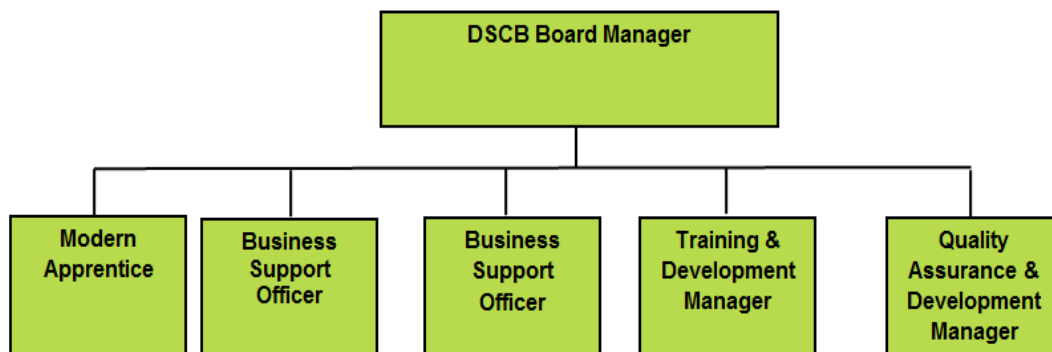 DSCB Board Manager
Modern
Apprentice
Business
Support
Officer
Business
Support
Officer
Training &
Development
Manager
Quality
Assurance &
Development
Manager